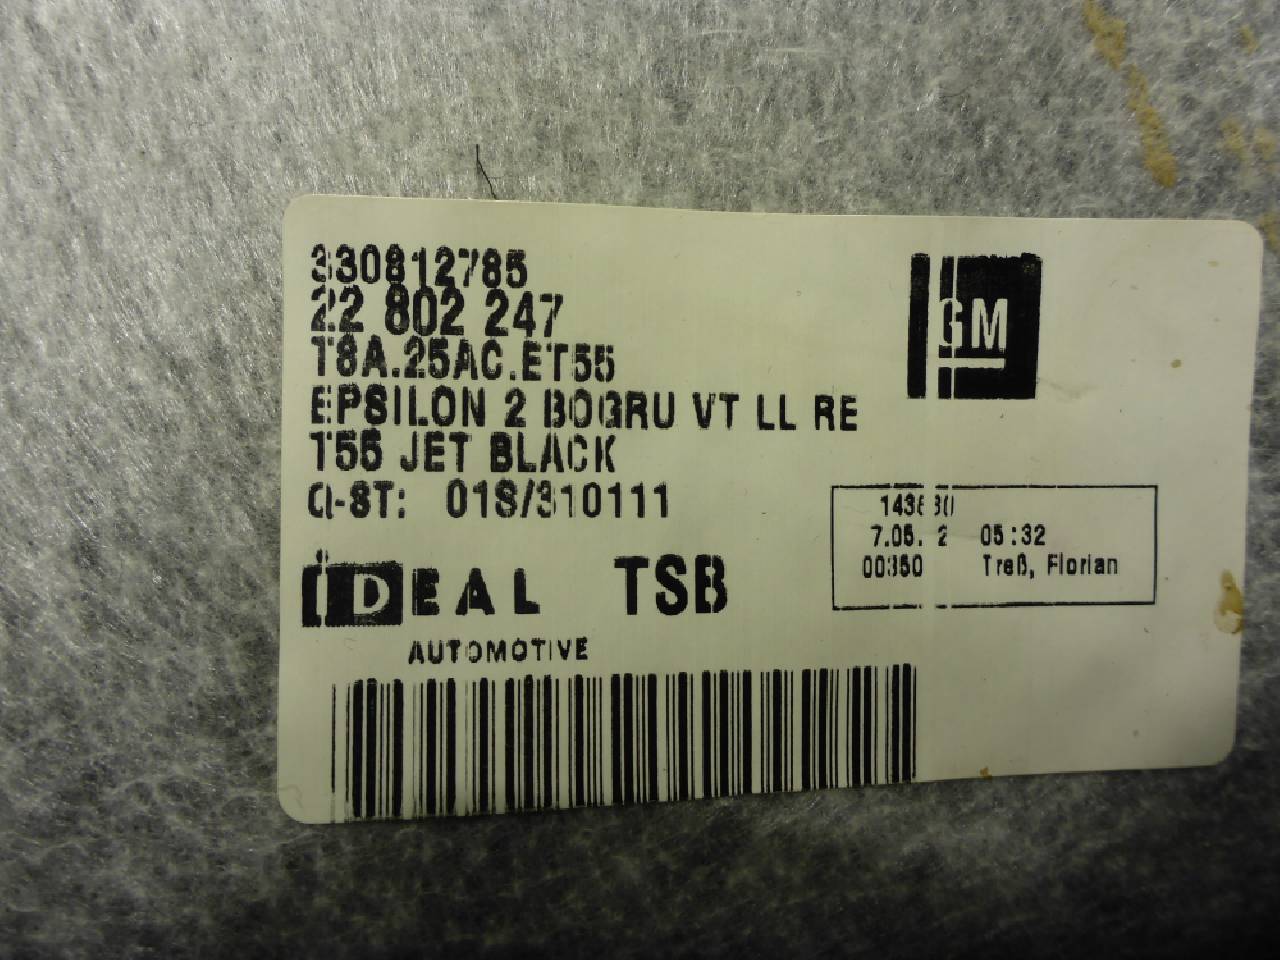 330812785
22 802 247
GM
T8A.25AC.ET55
EPSILON 2 BOGRU VT LL RE
T55 JET BLACK
Q-ST: 01S/310111
7.05. 2 05:32
00350 Treß, Florian
IDEAL TSB
AUTOMOTIVE